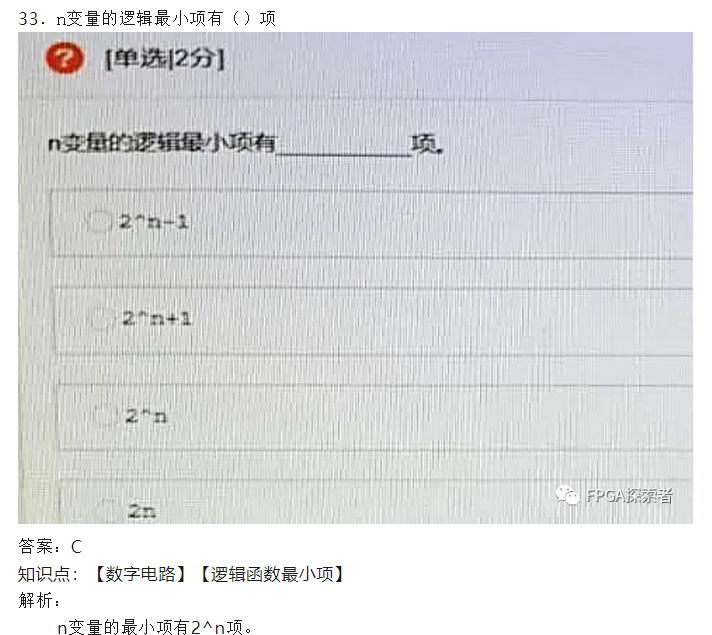 33．n变量的逻辑最小项有（）项
?
[单选|2分]
n变量的逻辑最小项有__________项。
2^n-1
2^n+1
2^n
2n
FPGA探索者
答案：C
知识点：【数字电路】【逻辑函数最小项】
解析：
n变量的最小项有2^n项。